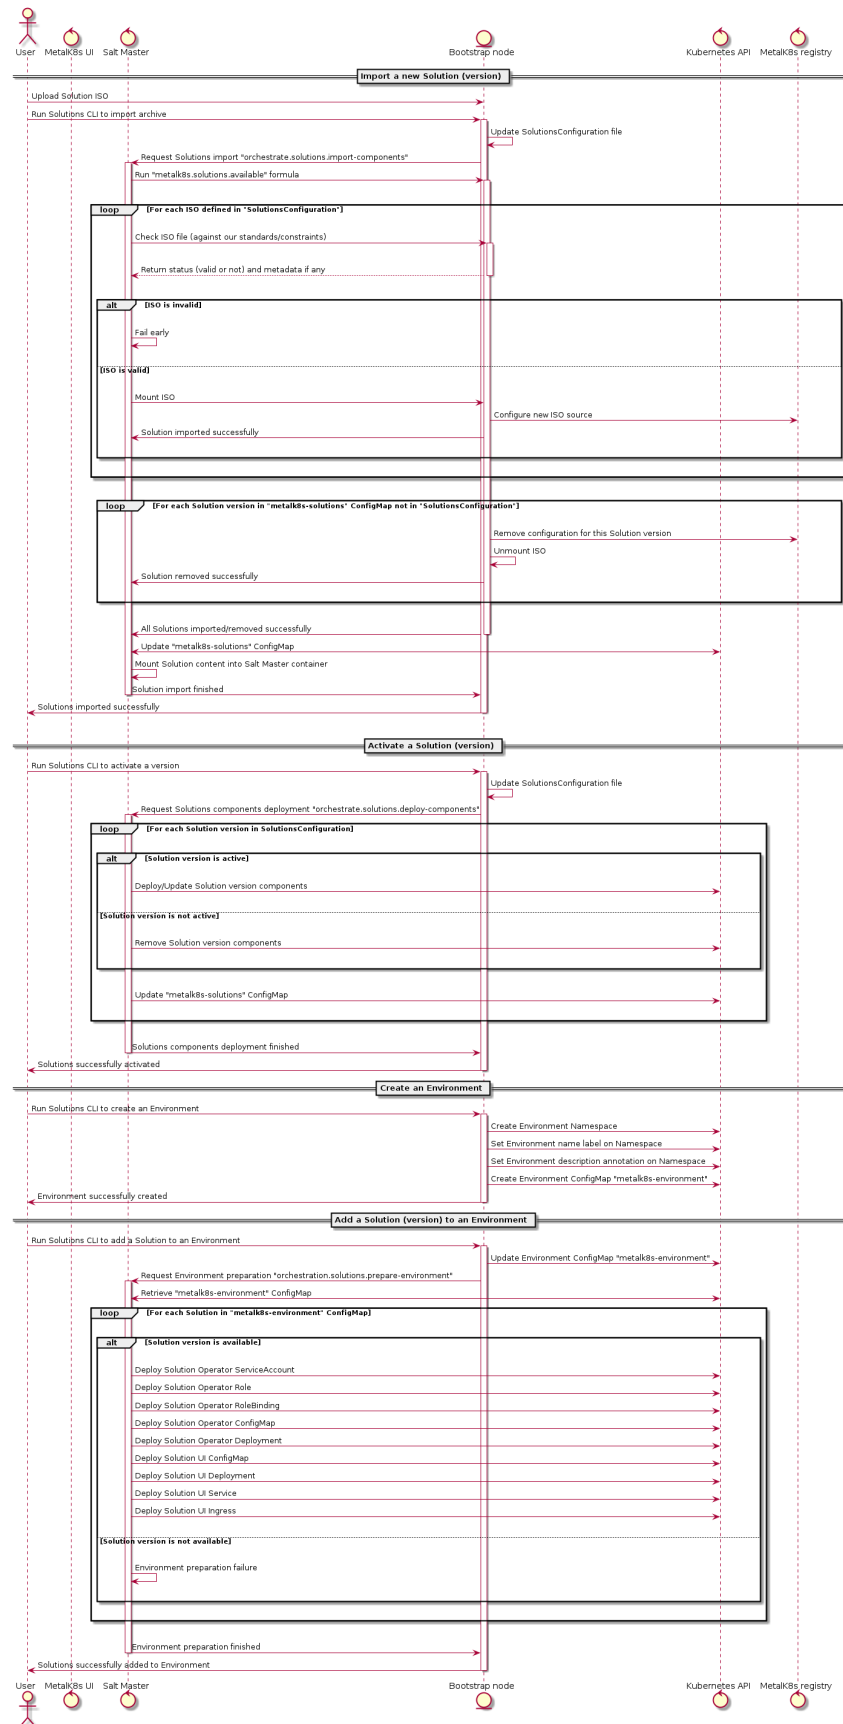 User
MetalK8s UI
Salt Master
Bootstrap node
Kubernetes API
MetalK8s registry
Import a new Solution (version)
Upload Solution ISO
Run Solutions CLI to import archive
Update SolutionsConfiguration file
Request Solutions import "orchestrate.solutions.import-components"
Run "metalk8s.solutions.available" formula
loop [For each ISO defined in "SolutionsConfiguration"]
Check ISO file (against our standards/constraints)
Return status (valid or not) and metadata if any
alt [ISO is invalid]
Fail early
[ISO is valid]
Mount ISO
Configure new ISO source
Solution imported successfully
loop [For each Solution version in "metalk8s-solutions" ConfigMap not in "SolutionsConfiguration"]
Remove configuration for this Solution version
Unmount ISO
Solution removed successfully
All Solutions imported/removed successfully
Update "metalk8s-solutions" ConfigMap
Mount Solution content into Salt Master container
Solution import finished
Solutions imported successfully
Activate a Solution (version)
Run Solutions CLI to activate a version
Update SolutionsConfiguration file
Request Solutions components deployment "orchestrate.solutions.deploy-components"
loop [For each Solution version in SolutionsConfiguration]
alt [Solution version is active]
Deploy/Update Solution version components
[Solution version is not active]
Remove Solution version components
Update "metalk8s-solutions" ConfigMap
Solutions components deployment finished
Solutions successfully activated
Create an Environment
Run Solutions CLI to create an Environment
Create Environment Namespace
Set Environment name label on Namespace
Set Environment description annotation on Namespace
Create Environment ConfigMap "metalk8s-environment"
Environment successfully created
Add a Solution (version) to an Environment
Run Solutions CLI to add a Solution to an Environment
Update Environment ConfigMap "metalk8s-environment"
Request Environment preparation "orchestration.solutions.prepare-environment"
Retrieve "metalk8s-environment" ConfigMap
loop [For each Solution in "metalk8s-environment" ConfigMap]
alt [Solution version is available]
Deploy Solution Operator ServiceAccount
Deploy Solution Operator Role
Deploy Solution Operator RoleBinding
Deploy Solution Operator ConfigMap
Deploy Solution Operator Deployment
Deploy Solution UI ConfigMap
Deploy Solution UI Deployment
Deploy Solution UI Service
Deploy Solution UI Ingress
[Solution version is not available]
Environment preparation failure
Environment preparation finished
Solutions successfully added to Environment
User
MetalK8s UI
Salt Master
Bootstrap node
Kubernetes API
MetalK8s registry